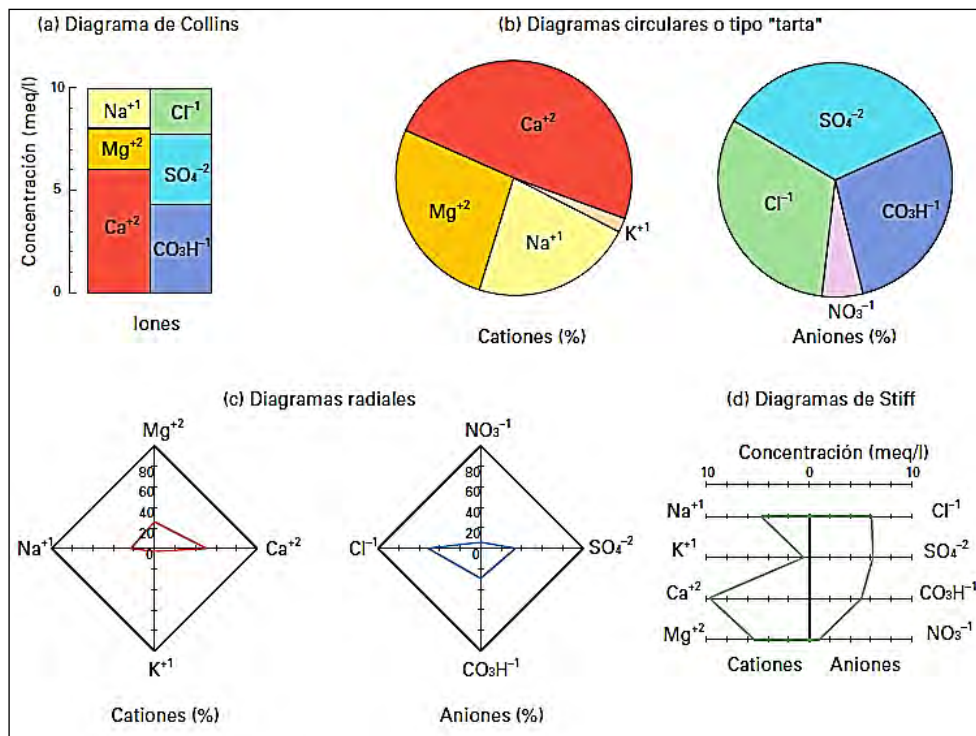 (a) Diagrama de Collins
Concentración (meq/l)
10
5
0
Na+1
Mg+2
Ca+2
Cl-1
SO4-2
CO3H-1
Iones
(b) Diagramas circulares o tipo "tarta"
Ca+2
Mg+2
Na+1
K+1
Cationes (%)
SO4-2
Cl-1
CO3H-1
NO3-1
Aniones (%)
(c) Diagramas radiales
Mg+2
80
60
40
20
0
Na+1
Ca+2
K+1
Cationes (%)
NO3-1
80
60
40
20
0
Cl-1
SO4-2
CO3H-1
Aniones (%)
(d) Diagramas de Stiff
Concentración (meq/l)
10 0 10
Na+1 Cl-1
K+1 SO4-2
Ca+2 CO3H-1
Mg+2 NO3-1
Cationes Aniones